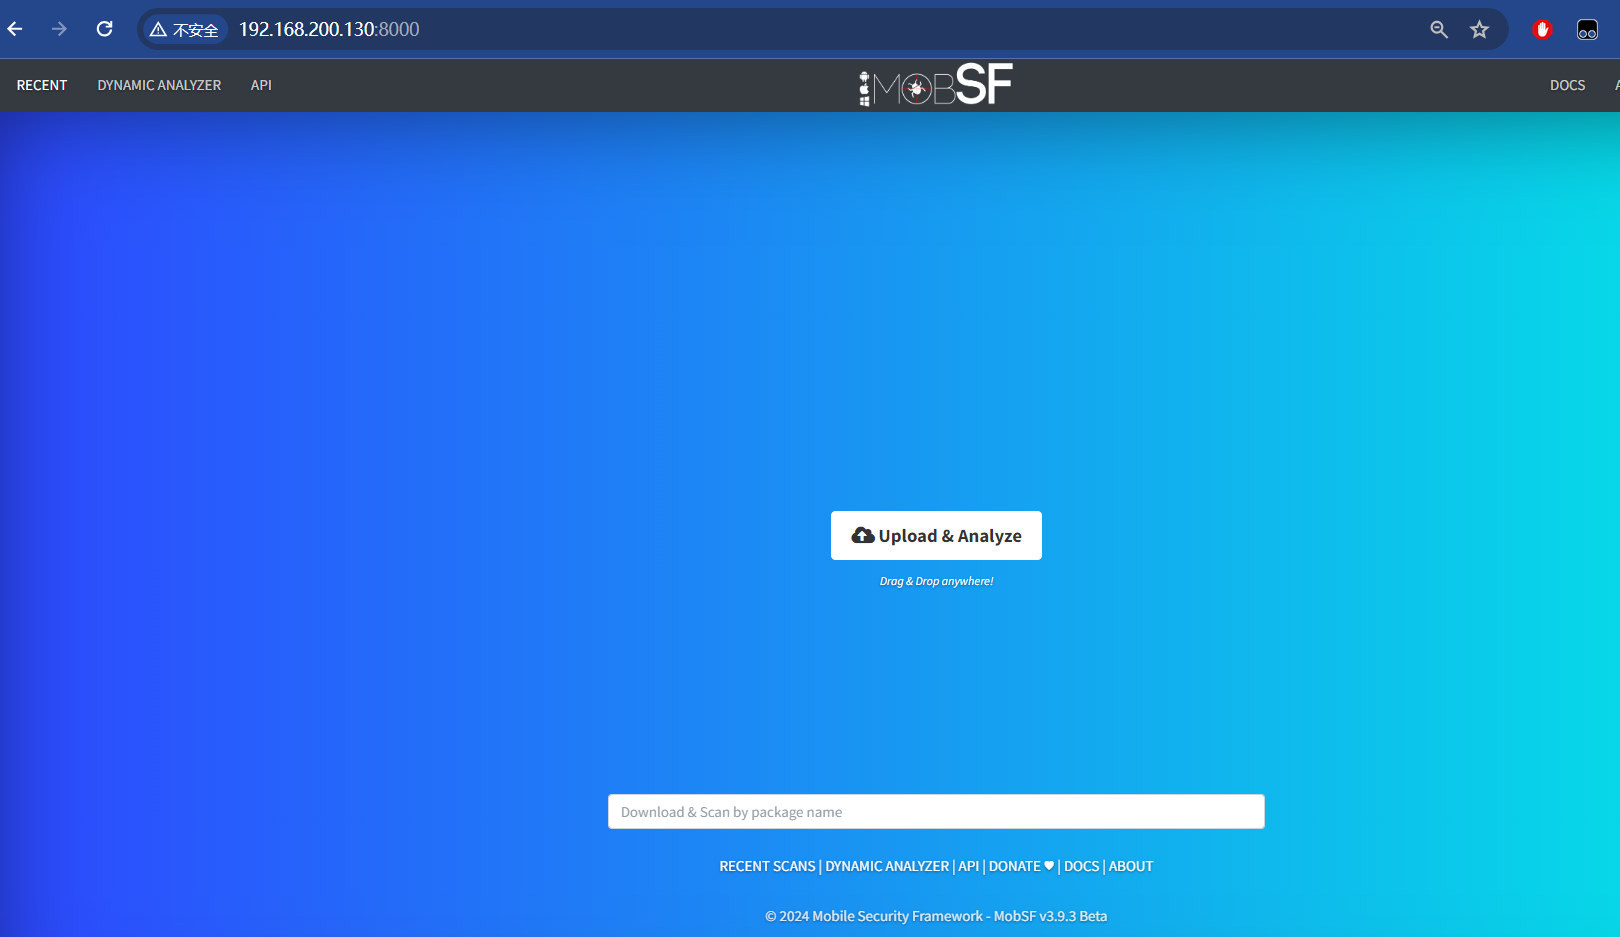 不安全 192.168.200.130:8000
RECENT DYNAMIC ANALYZER API MOBSF DOCS A
Upload & Analyze
Drag & Drop anywhere!
Download & Scan by package name
RECENT SCANS | DYNAMIC ANALYZER | API | DONATE ♥ | DOCS | ABOUT
© 2024 Mobile Security Framework - MobSF v3.9.3 Beta